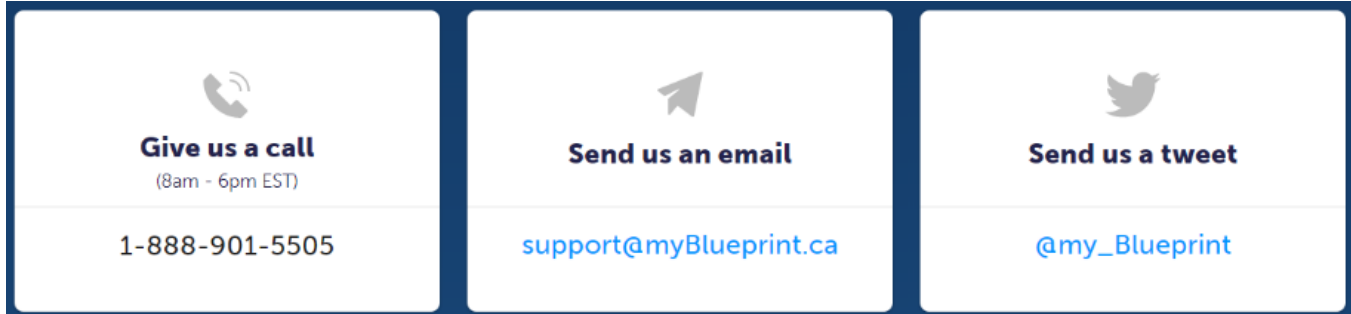 Give us a call
(8am - 6pm EST)
1-888-901-5505
Send us an email
support@myBlueprint.ca
Send us a tweet
@my_Blueprint